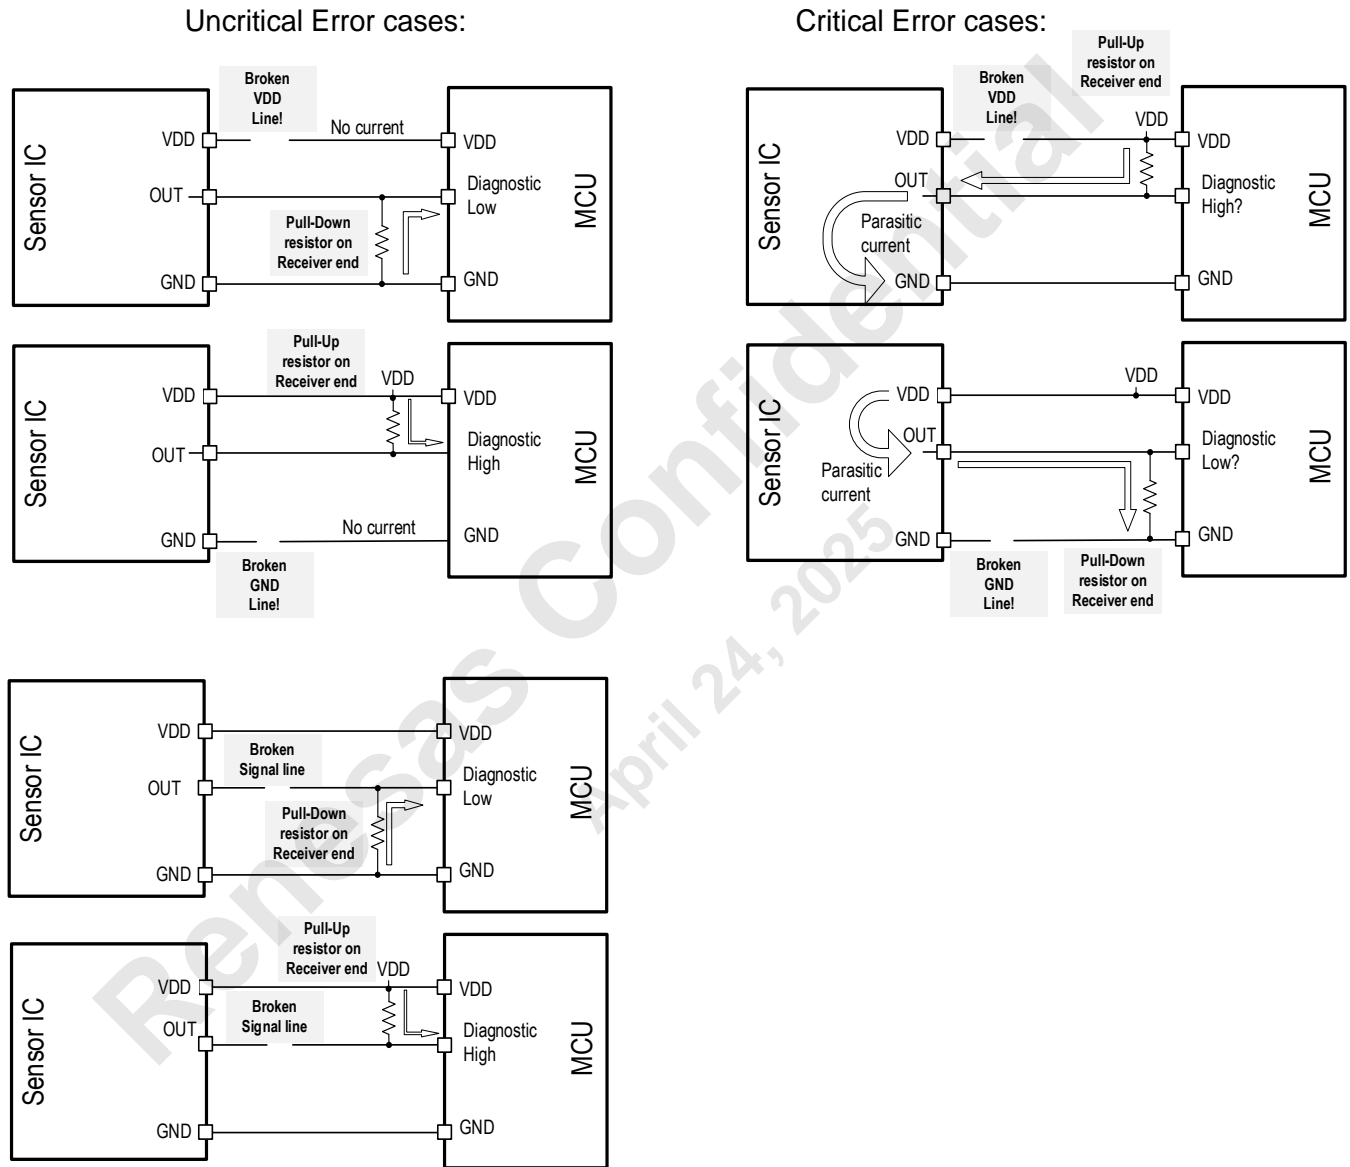 Uncritical Error cases:
Critical Error cases:
Broken
VDD
Line!
No current
VDD
VDD
OUT
Diagnostic
Low
Pull-Down
resistor on
Receiver end
GND
GND
Sensor IC
MCU
Pull-Up
resistor on
Receiver end
Broken
VDD
Line!
VDD
VDD
VDD
OUT
Diagnostic
High?
Parasitic
current
GND
GND
Sensor IC
MCU
Pull-Up
resistor on
Receiver end
VDD
VDD
VDD
OUT
Diagnostic
High
No current
GND
GND
Broken
GND
Line!
Sensor IC
MCU
VDD
VDD
VDD
OUT
Diagnostic
Low?
Parasitic
current
GND
GND
Broken
GND
Line!
Pull-Down
resistor on
Receiver end
Sensor IC
MCU
VDD
VDD
Broken
Signal line
OUT
Diagnostic
Low
Pull-Down
resistor on
Receiver end
GND
GND
Sensor IC
MCU
Pull-Up
resistor on
Receiver end
VDD
VDD
VDD
Broken
Signal line
OUT
Diagnostic
High
GND
GND
Sensor IC
MCU
Renesas Confidential
April 24, 2025